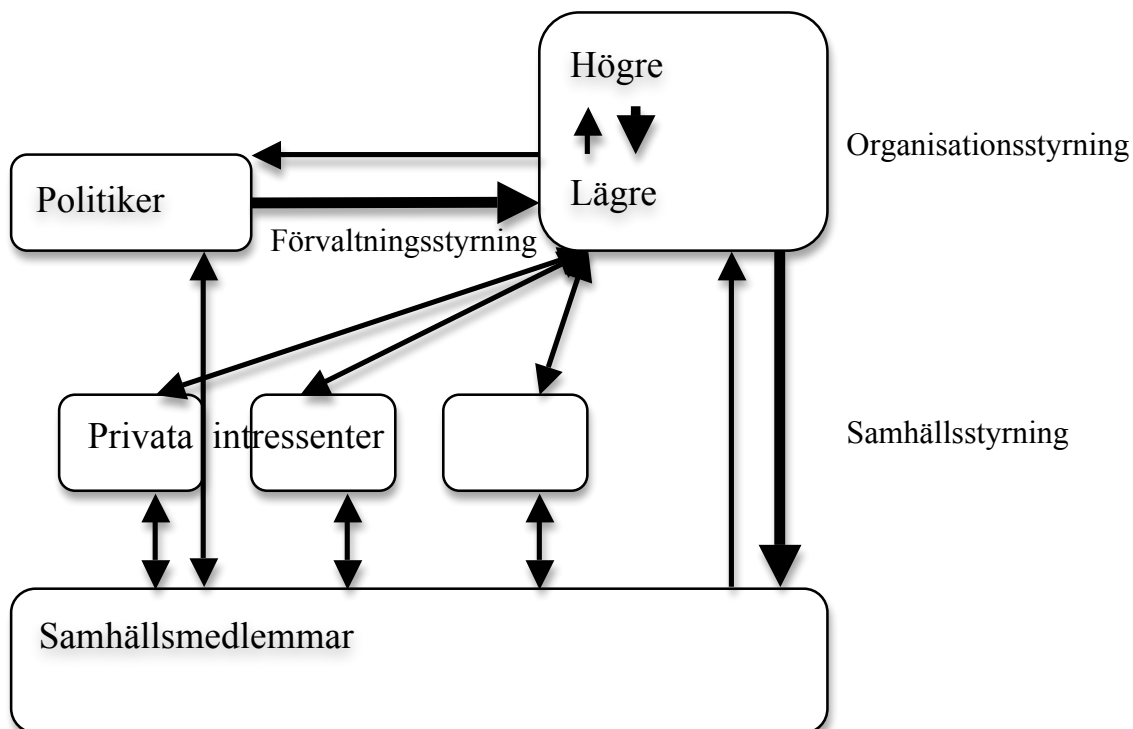 Högre
Organisationsstyrning
Politiker
Lägre
Förvaltningsstyrning
Privata intressenter
Samhällsstyrning
Samhällsmedlemmar